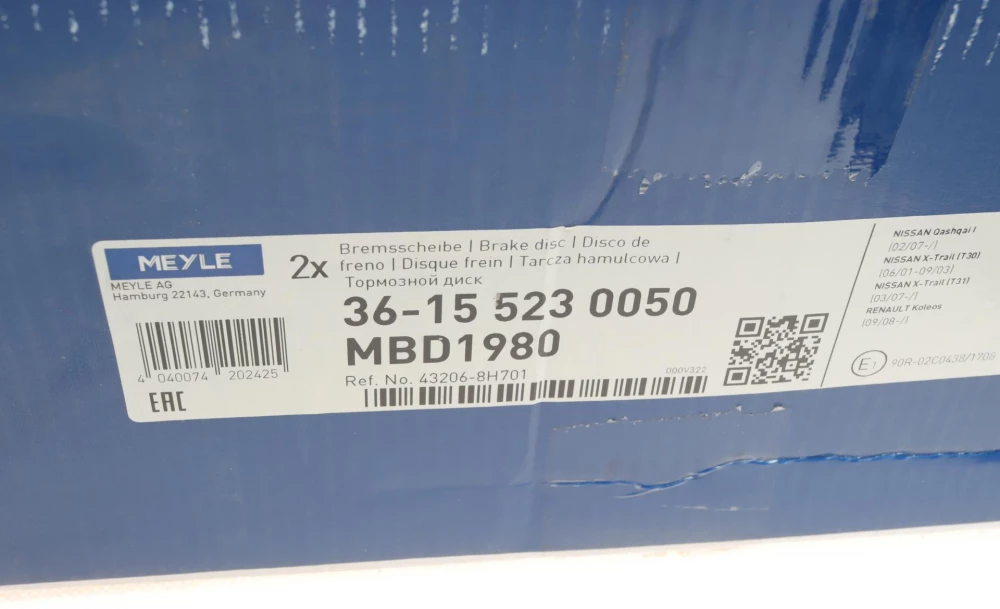 MEYLE
MEYLE AG
Hamburg 22143, Germany
4 040074 202425
EAC
2x
Bremsscheibe | Brake disc | Disco de
freno | Disque frein | Tarcza hamulcowa |
Тормозной диск
36-15 523 0050
MBD1980
Ref. No. 43206-8H701
000V322
NISSAN Qashqai I
(02/07-/)
NISSAN X-Trail (T30)
(06/01-09/03)
NISSAN X-Trail (T31)
(03/07-/)
RENAULT Koleos
(09/08-/)
E1 90R-02C0438/1708